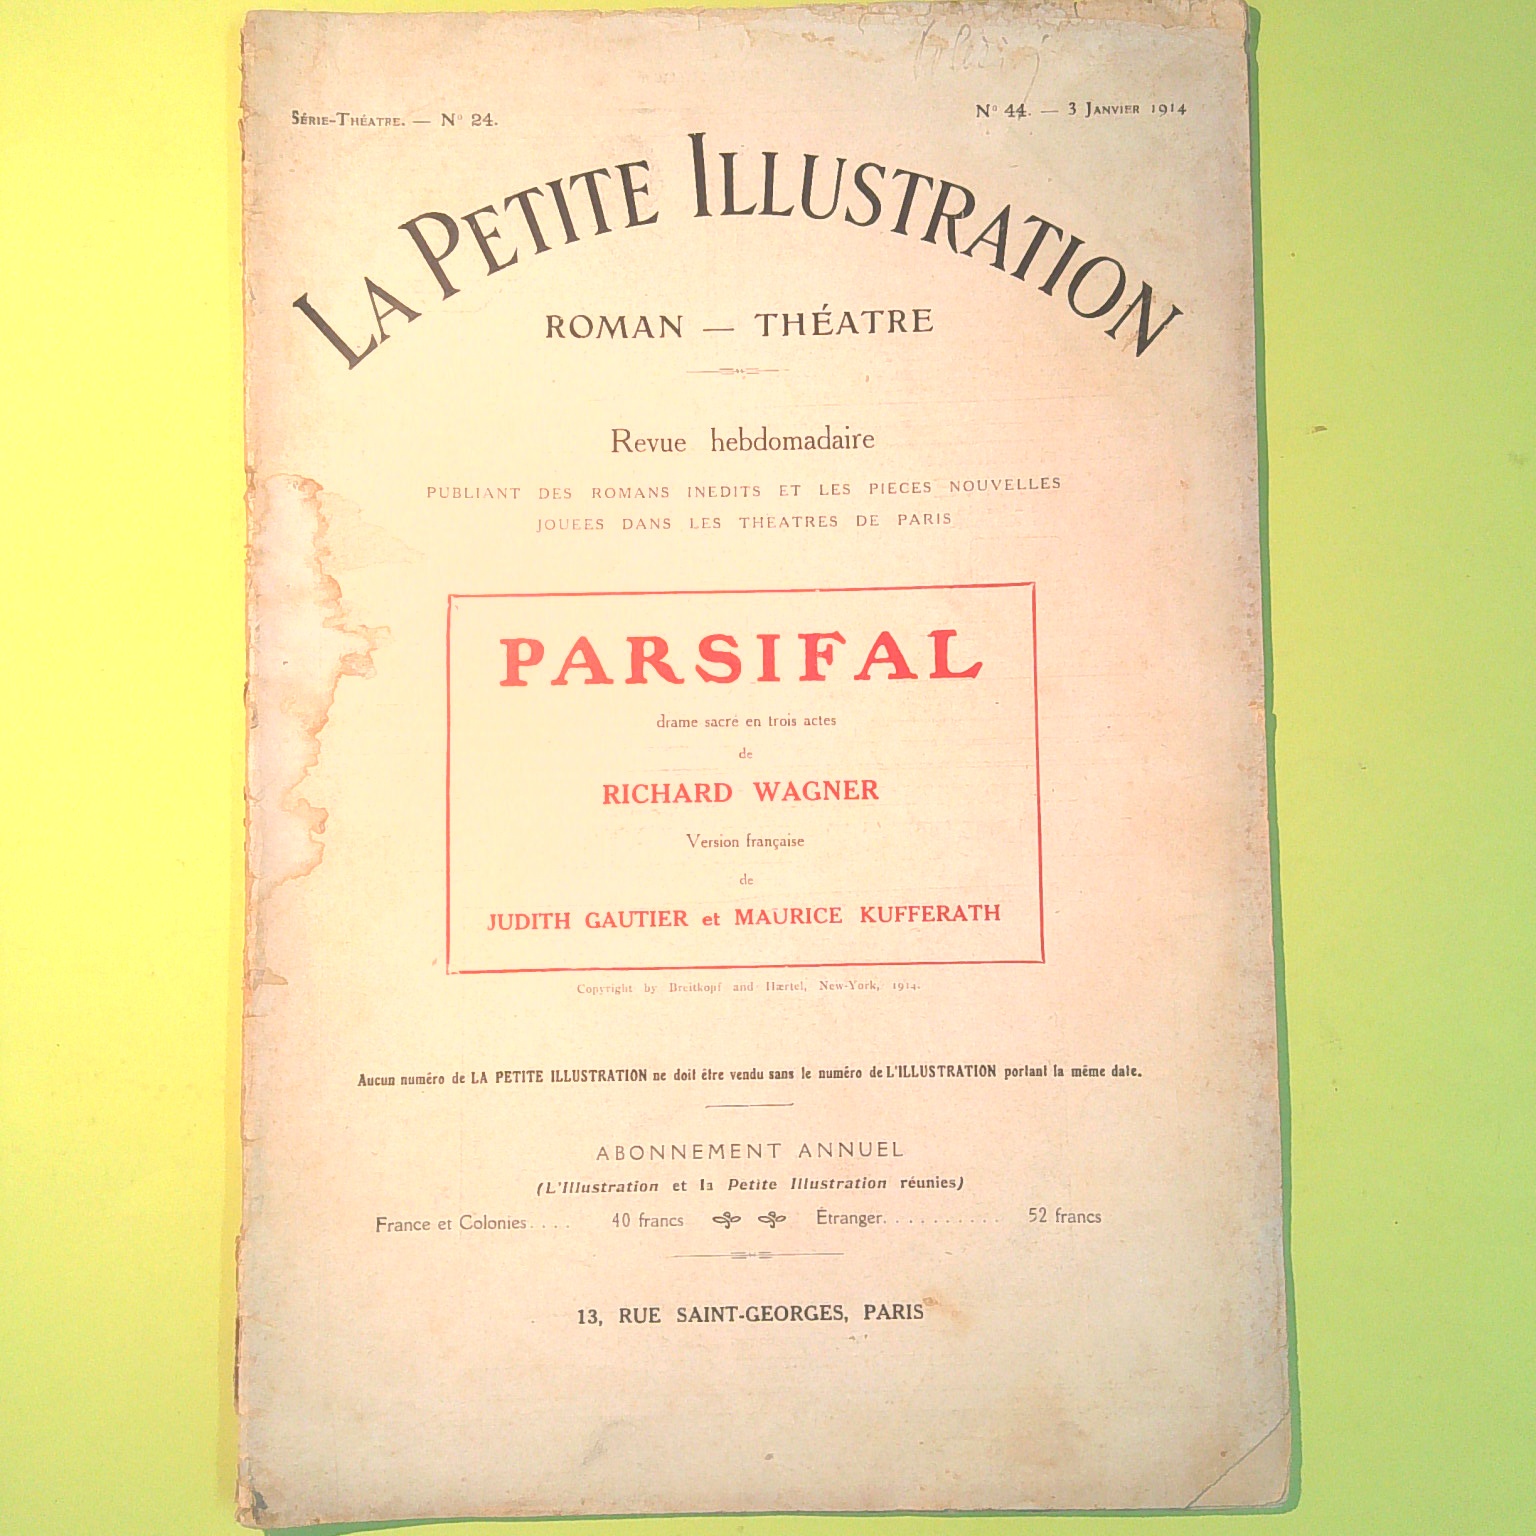 Série-Théatre. — N° 24.
N° 44. — 3 Janvier 1914
La Petite Illustration
ROMAN — THÉATRE
Revue hebdomadaire
PUBLIANT DES ROMANS INEDITS ET LES PIECES NOUVELLES
JOUEES DANS LES THEATRES DE PARIS
PARSIFAL
drame sacré en trois actes
de
RICHARD WAGNER
Version française
de
JUDITH GAUTIER et MAURICE KUFFERATH
Copyright by Breitkopf and Hærtel, New-York, 1914.
Aucun numéro de LA PETITE ILLUSTRATION ne doit être vendu sans le numéro de L'ILLUSTRATION portant la même date.
ABONNEMENT ANNUEL
(L'Illustration et la Petite Illustration réunies)
France et Colonies.... 40 francs Étranger.......... 52 francs
13, RUE SAINT-GEORGES, PARIS